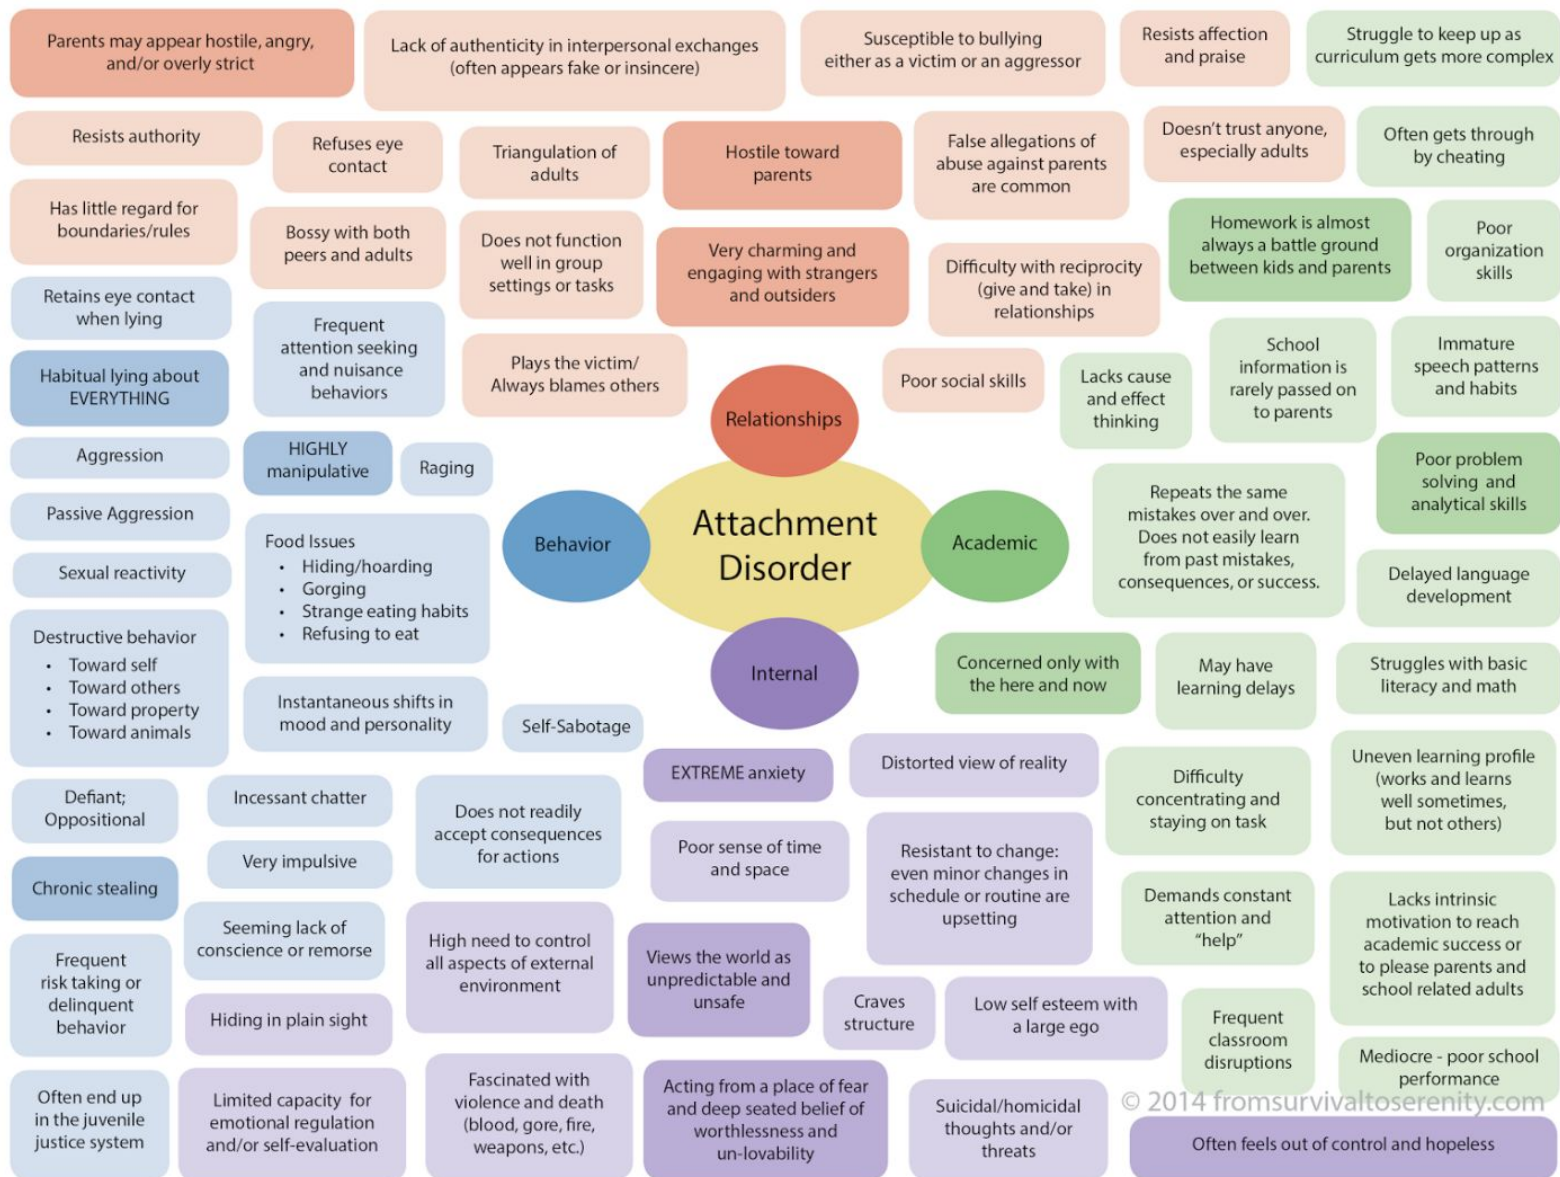 Parents may appear hostile, angry,
and/or overly strict
Lack of authenticity in interpersonal exchanges
(often appears fake or insincere)
Susceptible to bullying
either as a victim or an aggressor
Resists affection
and praise
Struggle to keep up as
curriculum gets more complex
Resists authority
Refuses eye
contact
Triangulation of
adults
Hostile toward
parents
False allegations of
abuse against parents
are common
Doesn't trust anyone,
especially adults
Often gets through
by cheating
Has little regard for
boundaries/rules
Bossy with both
peers and adults
Does not function
well in group
settings or tasks
Very charming and
engaging with strangers
and outsiders
Difficulty with reciprocity
(give and take) in
relationships
Homework is almost
always a battle ground
between kids and parents
Poor
organization
skills
Retains eye contact
when lying
Frequent
attention seeking
and nuisance
behaviors
Plays the victim/
Always blames others
Poor social skills
Lacks cause
and effect
thinking
School
information is
rarely passed on
to parents
Immature
speech patterns
and habits
Habitual lying about
EVERYTHING
Relationships
Aggression
HIGHLY
manipulative
Raging
Poor problem
solving and
analytical skills
Passive Aggression
Food Issues
• Hiding/hoarding
• Gorging
• Strange eating habits
• Refusing to eat
Behavior
Attachment
Disorder
Academic
Repeats the same
mistakes over and over.
Does not easily learn
from past mistakes,
consequences, or success.
Sexual reactivity
Delayed language
development
Destructive behavior
• Toward self
• Toward others
• Toward property
• Toward animals
Instantaneous shifts in
mood and personality
Self-Sabotage
Internal
Concerned only with
the here and now
May have
learning delays
Struggles with basic
literacy and math
EXTREME anxiety
Distorted view of reality
Difficulty
concentrating and
staying on task
Uneven learning profile
(works and learns
well sometimes,
but not others)
Defiant;
Oppositional
Incessant chatter
Does not readily
accept consequences
for actions
Very impulsive
Poor sense of time
and space
Resistant to change:
even minor changes in
schedule or routine are
upsetting
Chronic stealing
Demands constant
attention and
"help"
Lacks intrinsic
motivation to reach
academic success or
to please parents and
school related adults
Seeming lack of
conscience or remorse
High need to control
all aspects of external
environment
Views the world as
unpredictable and
unsafe
Frequent
risk taking or
delinquent
behavior
Hiding in plain sight
Craves
structure
Low self esteem with
a large ego
Frequent
classroom
disruptions
Mediocre - poor school
performance
Often end up
in the juvenile
justice system
Limited capacity for
emotional regulation
and/or self-evaluation
Fascinated with
violence and death
(blood, gore, fire,
weapons, etc.)
Acting from a place of fear
and deep seated belief of
worthlessness and
un-lovability
Suicidal/homicidal
thoughts and/or
threats
© 2014 fromsurvivaltoserenity.com
Often feels out of control and hopeless